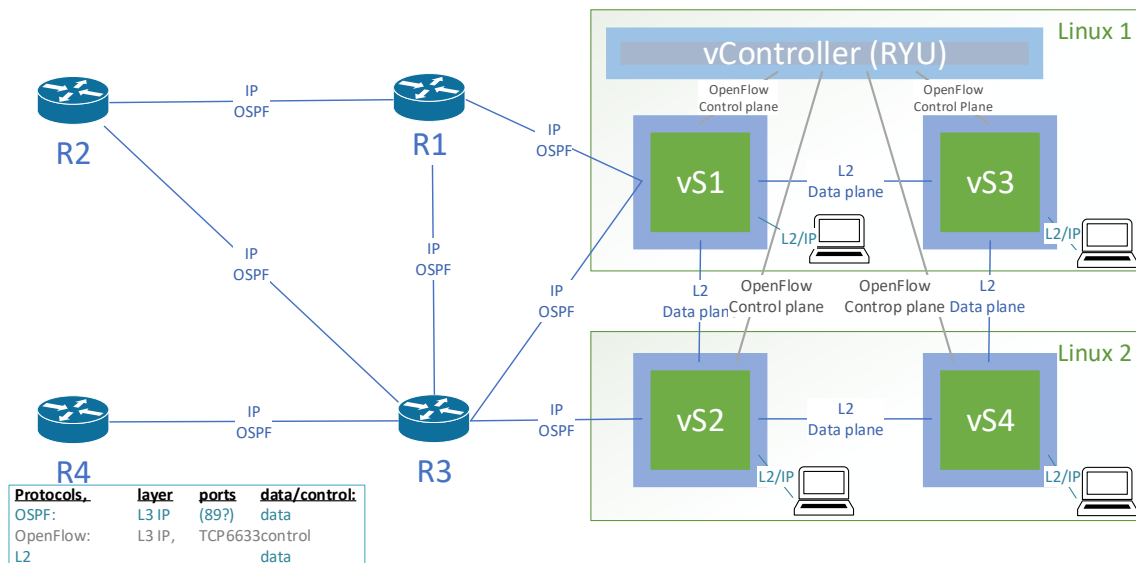 Linux 1
vController (RYU)
OpenFlow
Control plane
OpenFlow
Control Plane
IP
OSPF
R2
R1
IP
OSPF
vS1
L2
Data plane
vS3
L2/IP
L2/IP
IP
OSPF
IP
OSPF
IP
OSPF
L2
Data plane
OpenFlow
Control plane
OpenFlow
Controp plane
L2
Data plane
Linux 2
IP
OSPF
R4
R3
IP
OSPF
vS2
L2
Data plane
vS4
L2/IP
L2/IP
Protocols, layer ports data/control:
OSPF: L3 IP (89?) data
OpenFlow: L3 IP, TCP6633 control
L2 data